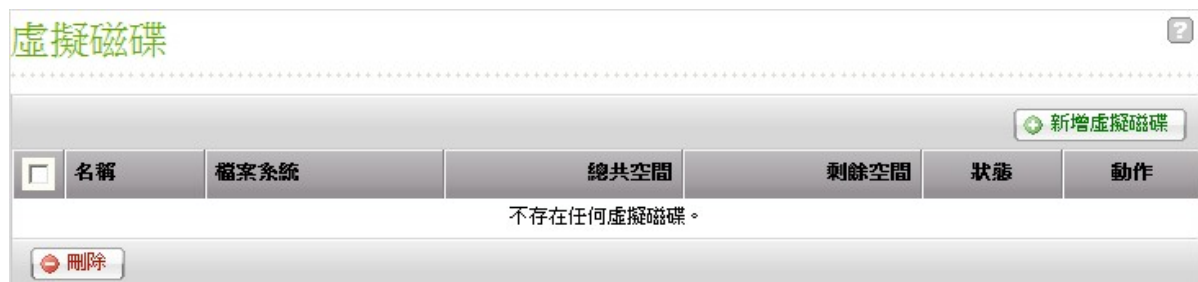 虛擬磁碟
?
新增虛擬磁碟
名稱 檔案系統 總共空間 剩餘空間 狀態 動作
不存在任何虛擬磁碟。
刪除